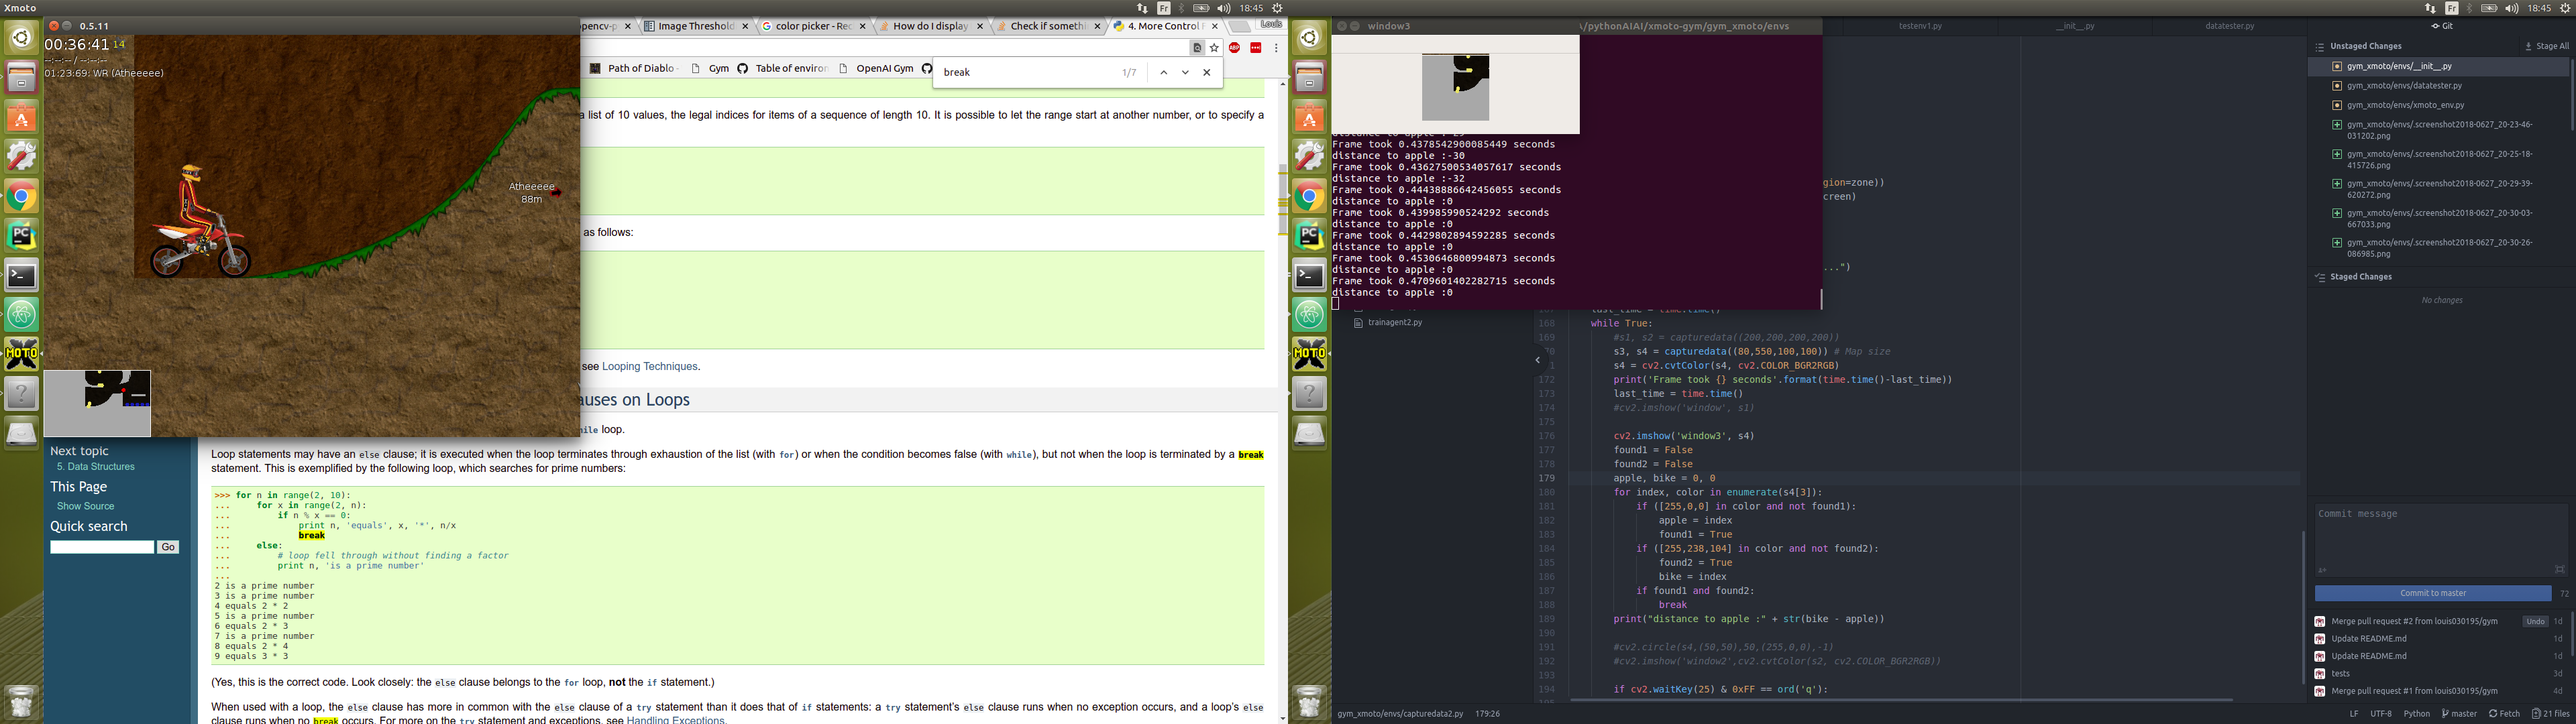 Xmoto
Fr
18:45
0.5.11
00:36:41 14
--:--:-- / --:--:--
01:23:69: WR (Atheeeee)
Atheeeee
88m
opencv-p
Image Threshold
color picker - Rec
How do I display
Check if somethi
4. More Control F
Louis
Path of Diablo -
Gym
Table of environ
OpenAI Gym
break
1/7
a list of 10 values, the legal indices for items of a sequence of length 10. It is possible to let the range start at another number, or to specify a
as follows:
see Looping Techniques.
auses on Loops
hile loop.
Loop statements may have an else clause; it is executed when the loop terminates through exhaustion of the list (with for) or when the condition becomes false (with while), but not when the loop is terminated by a break
statement. This is exemplified by the following loop, which searches for prime numbers:
>>> for n in range(2, 10):
...     for x in range(2, n):
...         if n % x == 0:
...             print n, 'equals', x, '*', n/x
...             break
...     else:
...         # loop fell through without finding a factor
...         print n, 'is a prime number'
...
2 is a prime number
3 is a prime number
4 equals 2 * 2
5 is a prime number
6 equals 2 * 3
7 is a prime number
8 equals 2 * 4
9 equals 3 * 3
(Yes, this is the correct code. Look closely: the else clause belongs to the for loop, not the if statement.)
When used with a loop, the else clause has more in common with the else clause of a try statement than it does that of if statements: a try statement's else clause runs when no exception occurs, and a loop's else
clause runs when no break occurs. For more on the try statement and exceptions, see Handling Exceptions.
Next topic
5. Data Structures
This Page
Show Source
Quick search
Go
MOTO
Fr
18:45
window3
\/pythonAIAI/xmoto-gym/gym_xmoto/envs
testenv1.py
__init__.py
datatester.py
Git
Frame took 0.4378542900085449 seconds
distance to apple :-30
Frame took 0.43627500534057617 seconds
distance to apple :-32
Frame took 0.44438886642456055 seconds
distance to apple :0
Frame took 0.439985990524292 seconds
distance to apple :0
Frame took 0.4429802894592285 seconds
distance to apple :0
Frame took 0.4530646800994873 seconds
distance to apple :0
Frame took 0.4709601402282715 seconds
distance to apple :0
trainagent2.py
MOTO
gion=zone))
creen)
...")
last_time = time.time()
168 while True:
169 #s1, s2 = capturedata((200,200,200,200))
s3, s4 = capturedata((80,550,100,100)) # Map size
s4 = cv2.cvtColor(s4, cv2.COLOR_BGR2RGB)
172 print('Frame took {} seconds'.format(time.time()-last_time))
173 last_time = time.time()
174 #cv2.imshow('window', s1)
175
176 cv2.imshow('window3', s4)
177 found1 = False
178 found2 = False
179 apple, bike = 0, 0
180 for index, color in enumerate(s4[3]):
181 if ([255,0,0] in color and not found1):
182 apple = index
183 found1 = True
184 if ([255,238,104] in color and not found2):
185 found2 = True
186 bike = index
187 if found1 and found2:
188 break
189 print("distance to apple :" + str(bike - apple))
190
191 #cv2.circle(s4,(50,50),50,(255,0,0),-1)
192 #cv2.imshow('window2',cv2.cvtColor(s2, cv2.COLOR_BGR2RGB))
193
194 if cv2.waitKey(25) & 0xFF == ord('q'):
Unstaged Changes
Stage All
gym_xmoto/envs/__init__.py
gym_xmoto/envs/datatester.py
gym_xmoto/envs/xmoto_env.py
gym_xmoto/envs/.screenshot2018-0627_20-23-46-
031202.png
gym_xmoto/envs/.screenshot2018-0627_20-25-18-
415726.png
gym_xmoto/envs/.screenshot2018-0627_20-29-39-
620272.png
gym_xmoto/envs/.screenshot2018-0627_20-30-03-
667033.png
gym_xmoto/envs/.screenshot2018-0627_20-30-26-
086985.png
Staged Changes
No changes
Commit message
Commit to master
72
Merge pull request #2 from louis030195/gym
Undo
1d
Update README.md
1d
Update README.md
1d
tests
3d
Merge pull request #1 from louis030195/gym
4d
gym_xmoto/envs/capturedata2.py
179:26
LF
UTF-8
Python
master
Fetch
21 files